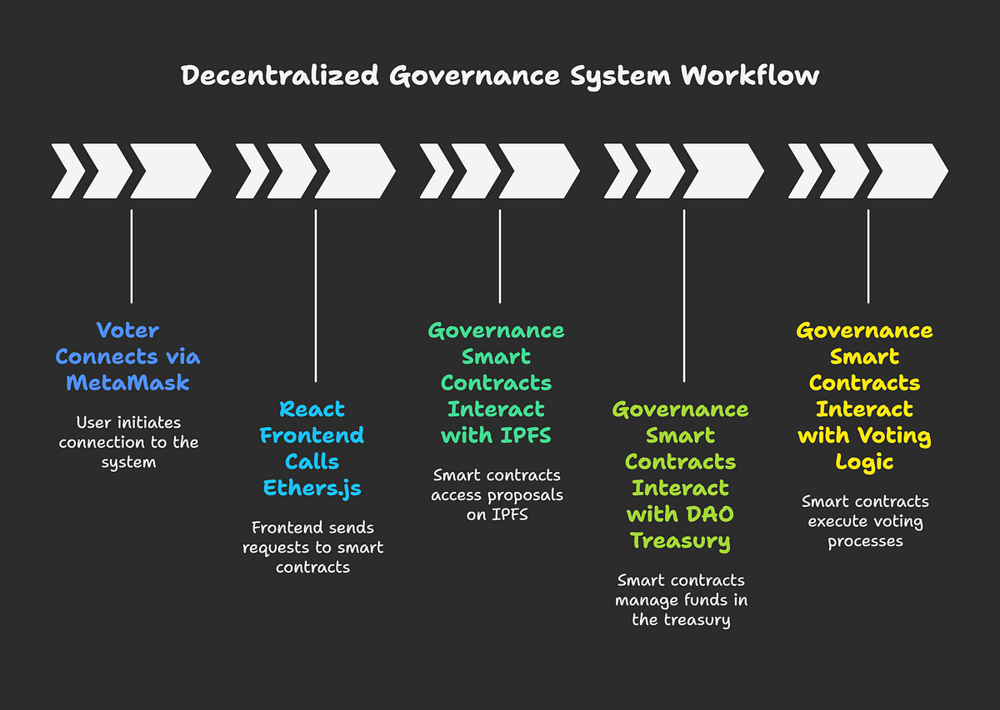 Decentralized Governance System Workflow
Voter
Connects via
MetaMask
User initiates
connection to the
system
React
Frontend
Calls
Ethers.js
Frontend sends
requests to smart
contracts
Governance
Smart
Contracts
Interact
with IPFS
Smart contracts
access proposals
on IPFS
Governance
Smart
Contracts
Interact
with DAO
Treasury
Smart contracts
manage funds in
the treasury
Governance
Smart
Contracts
Interact
with Voting
Logic
Smart contracts
execute voting
processes